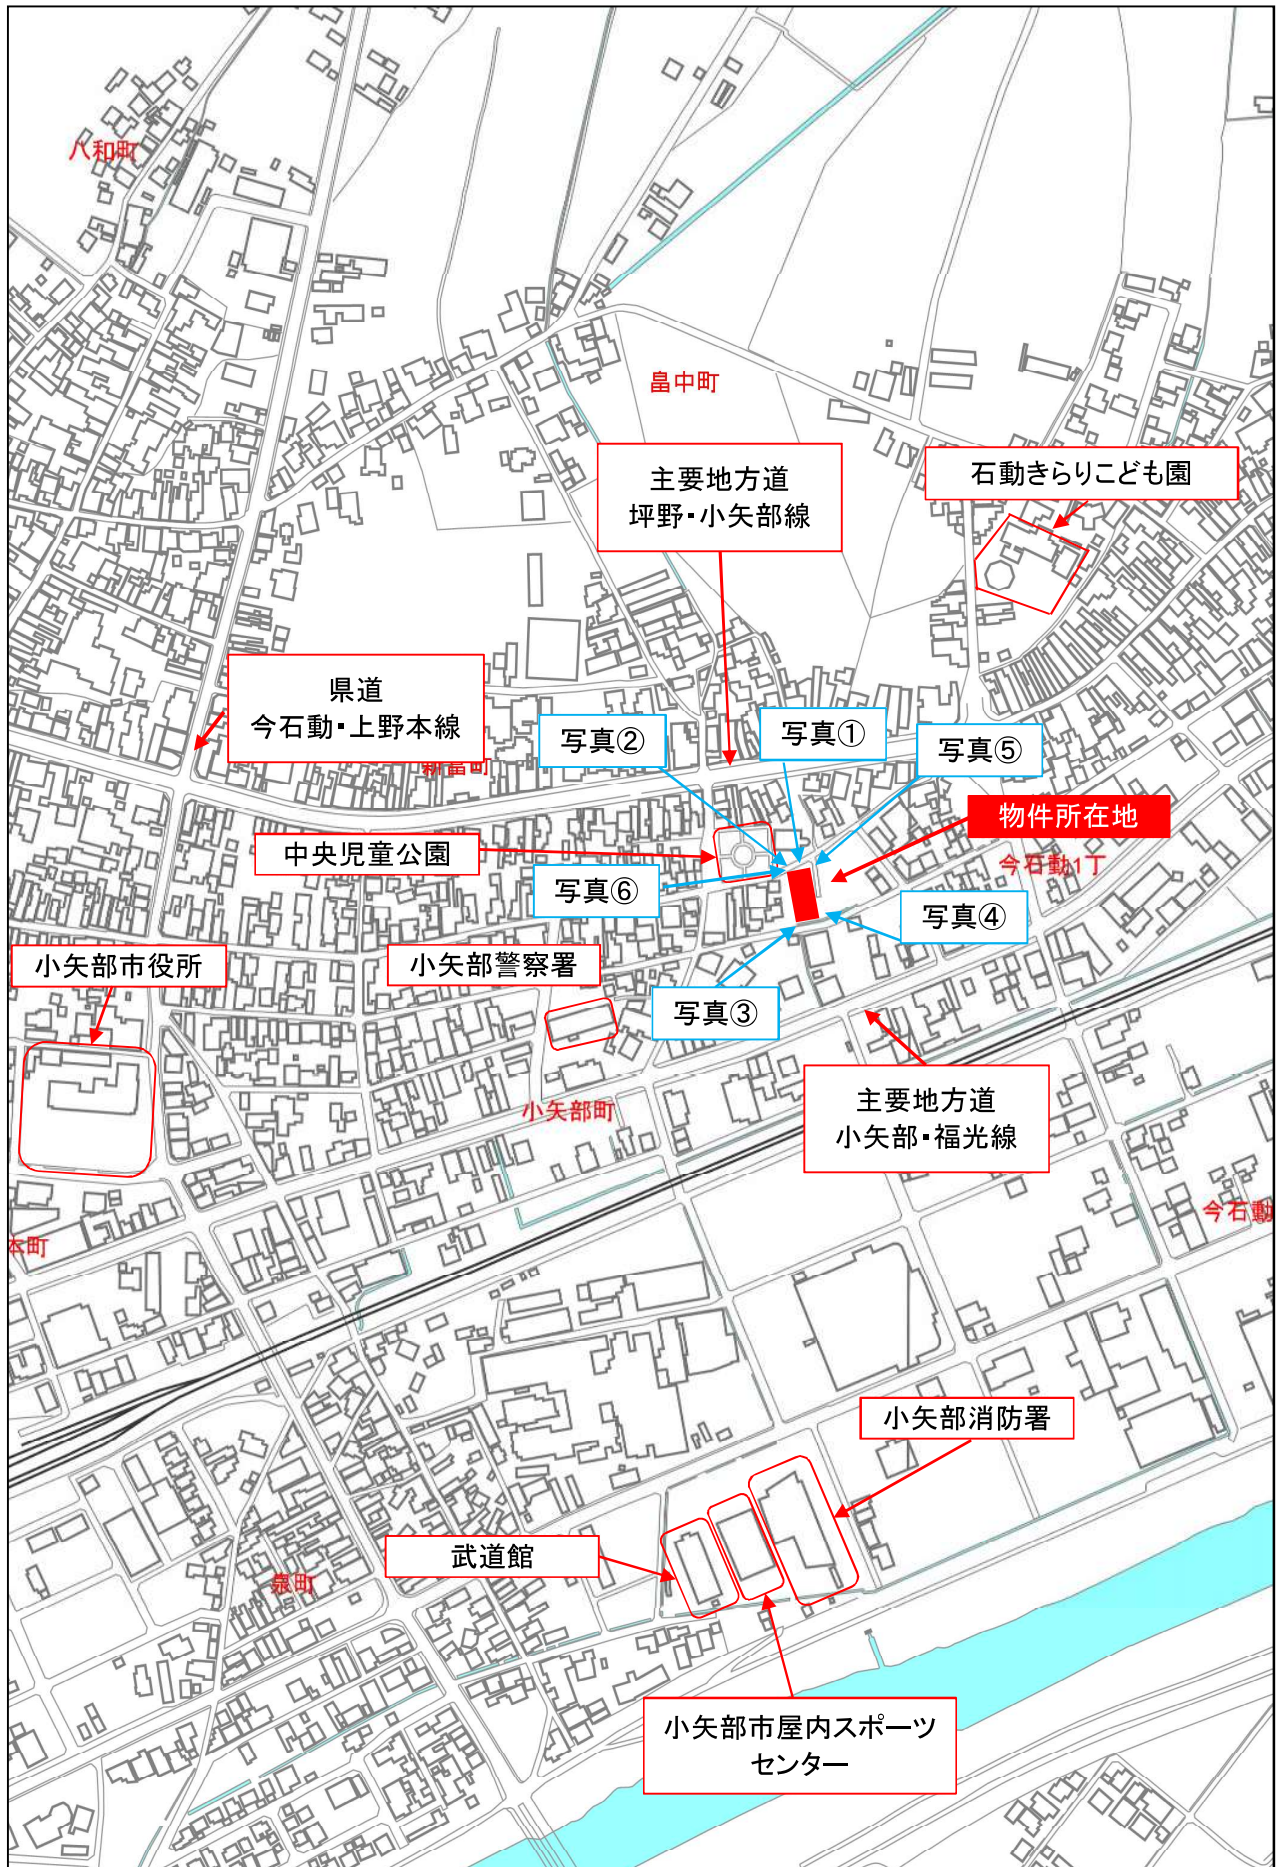 八和町
畠中町
主要地方道
坪野・小矢部線
石動きらりこども園
県道
今石動・上野本線
新富町
写真②
写真①
写真⑤
物件所在地
中央児童公園
今石動1丁
写真⑥
写真④
小矢部市役所
小矢部警察署
写真③
小矢部町
主要地方道
小矢部・福光線
今石動
本町
小矢部消防署
武道館
泉町
小矢部市屋内スポーツ
センター